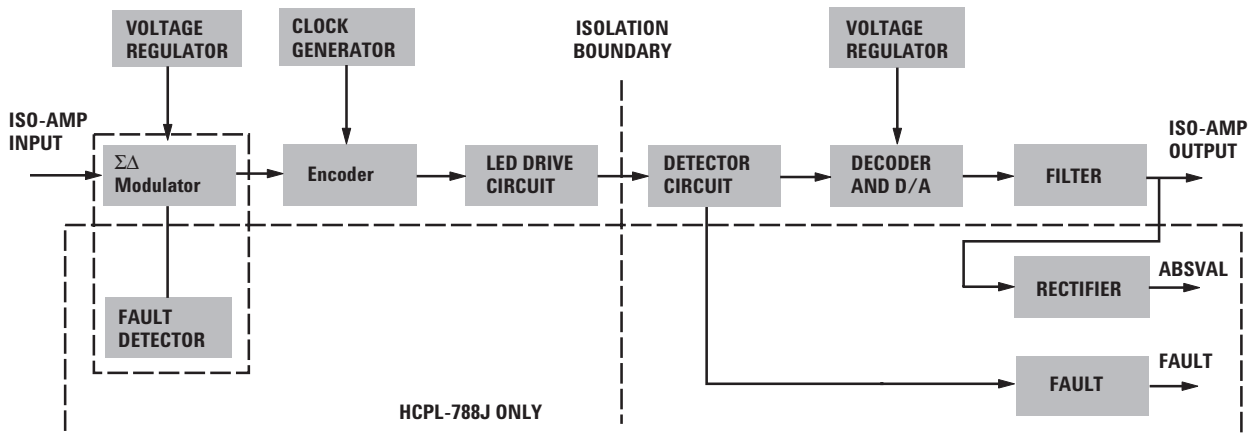 VOLTAGE
REGULATOR
CLOCK
GENERATOR
ISOLATION
BOUNDARY
VOLTAGE
REGULATOR
ISO-AMP
INPUT
ΣΔ
Modulator
Encoder
LED DRIVE
CIRCUIT
DETECTOR
CIRCUIT
DECODER
AND D/A
FILTER
ISO-AMP
OUTPUT
FAULT
DETECTOR
RECTIFIER
ABSVAL
FAULT
FAULT
HCPL-788J ONLY